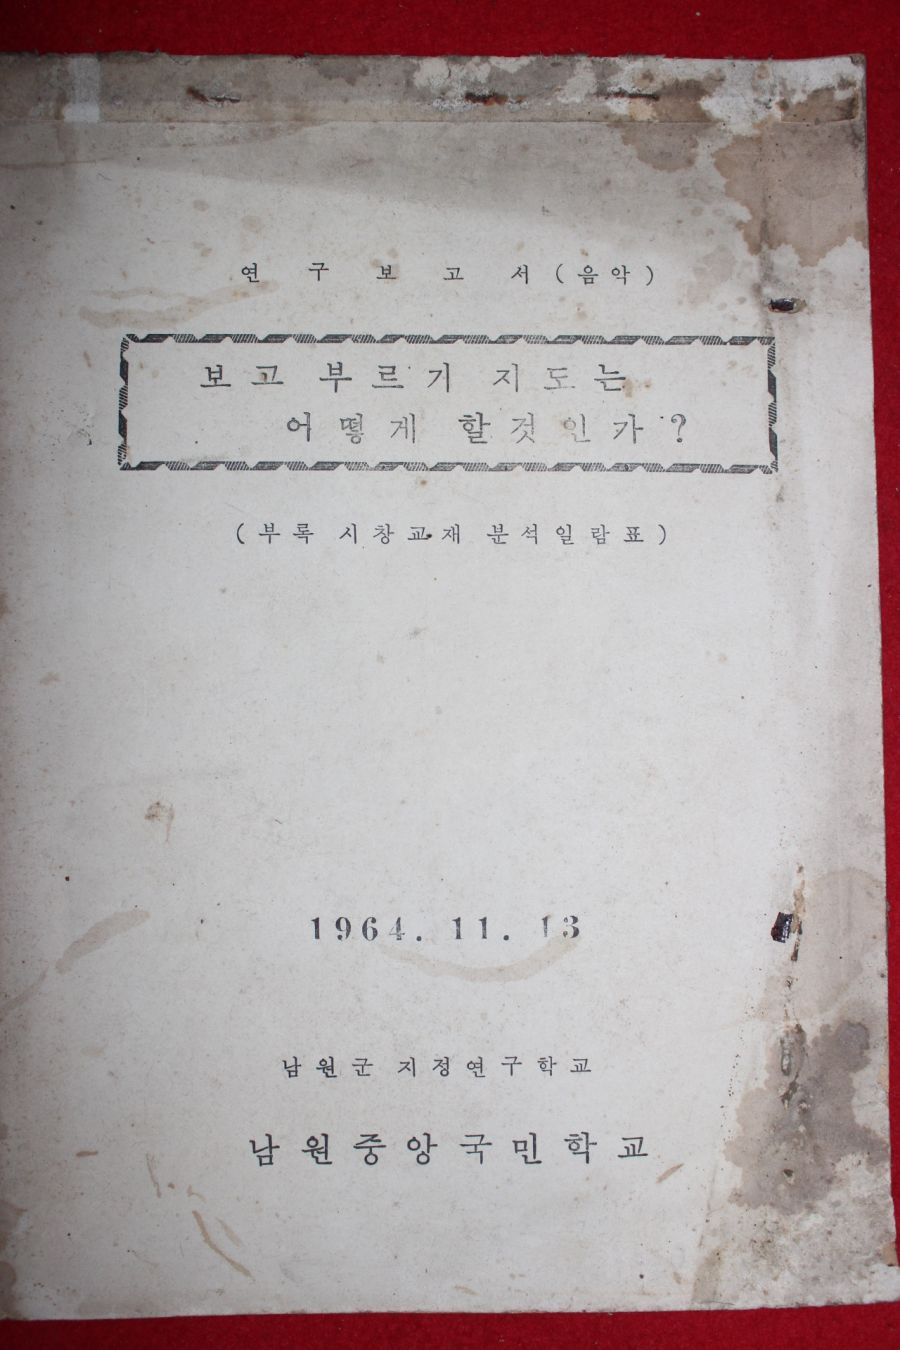 연 구 보 고 서 (음악)
보고 부르기 지도는
어떻게 할것인가?
(부록 시창교재 분석일람표)
1964. 11. 13
남원군 지정연구학교
남원중앙국민학교